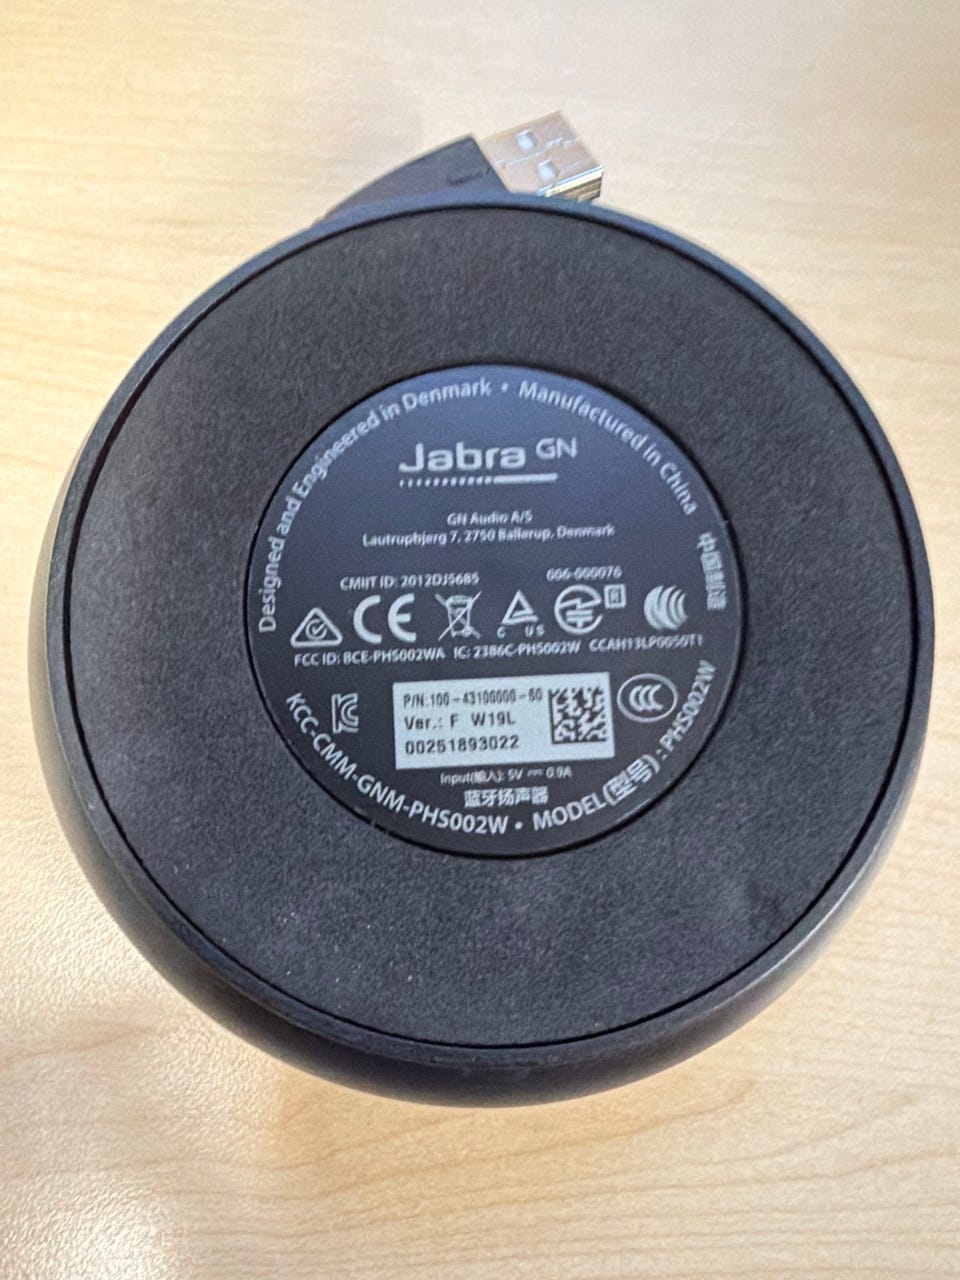 Designed and Engineered in Denmark • Manufactured in China
中国制造
Jabra GN
GN Audio A/S
Lautrupbjerg 7, 2750 Ballerup, Denmark
CMIIT ID: 2012DJ5685
006-000076
CE
R
C US
FCC ID: BCE-PHS002WA IC: 2386C-PHS002W CCAH13LP0050T1
P/N:100-43100000-60
Ver.: F W19L
00251893022
Input(输入): 5V ⎓ 0.9A
蓝牙扬声器
KCC-CMM-GNM-PHS002W • MODEL(型号): PHS002W